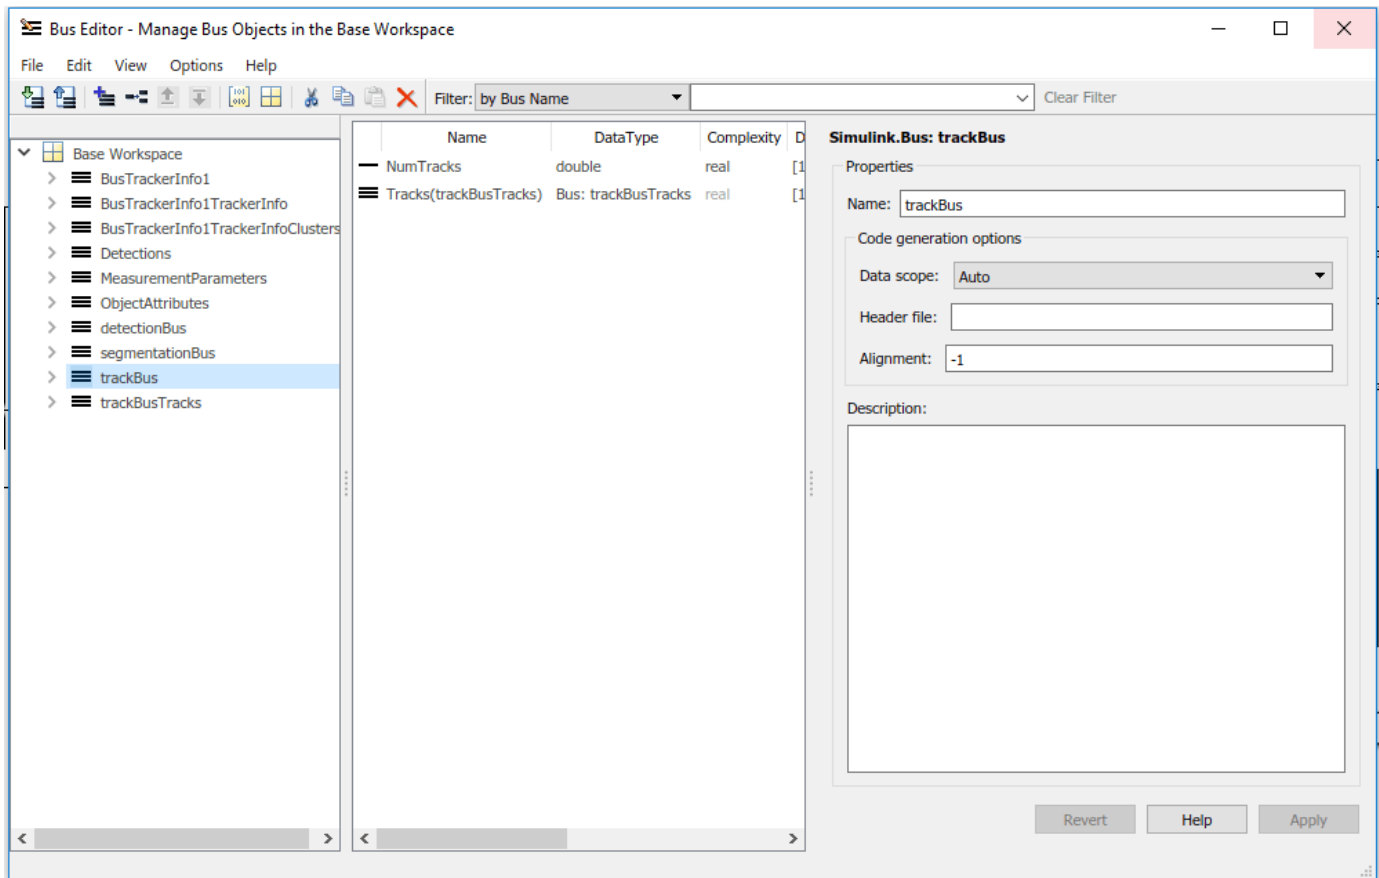 Bus Editor - Manage Bus Objects in the Base Workspace
File Edit View Options Help
Filter: by Bus Name Clear Filter
Base Workspace
BusTrackerInfo1
BusTrackerInfo1TrackerInfo
BusTrackerInfo1TrackerInfoClusters
Detections
MeasurementParameters
ObjectAttributes
detectionBus
segmentationBus
trackBus
trackBusTracks
Name DataType Complexity D
NumTracks double real [1
Tracks(trackBusTracks) Bus: trackBusTracks real [1
Simulink.Bus: trackBus
Properties
Name: trackBus
Code generation options
Data scope: Auto
Header file:
Alignment: -1
Description:
Revert Help Apply